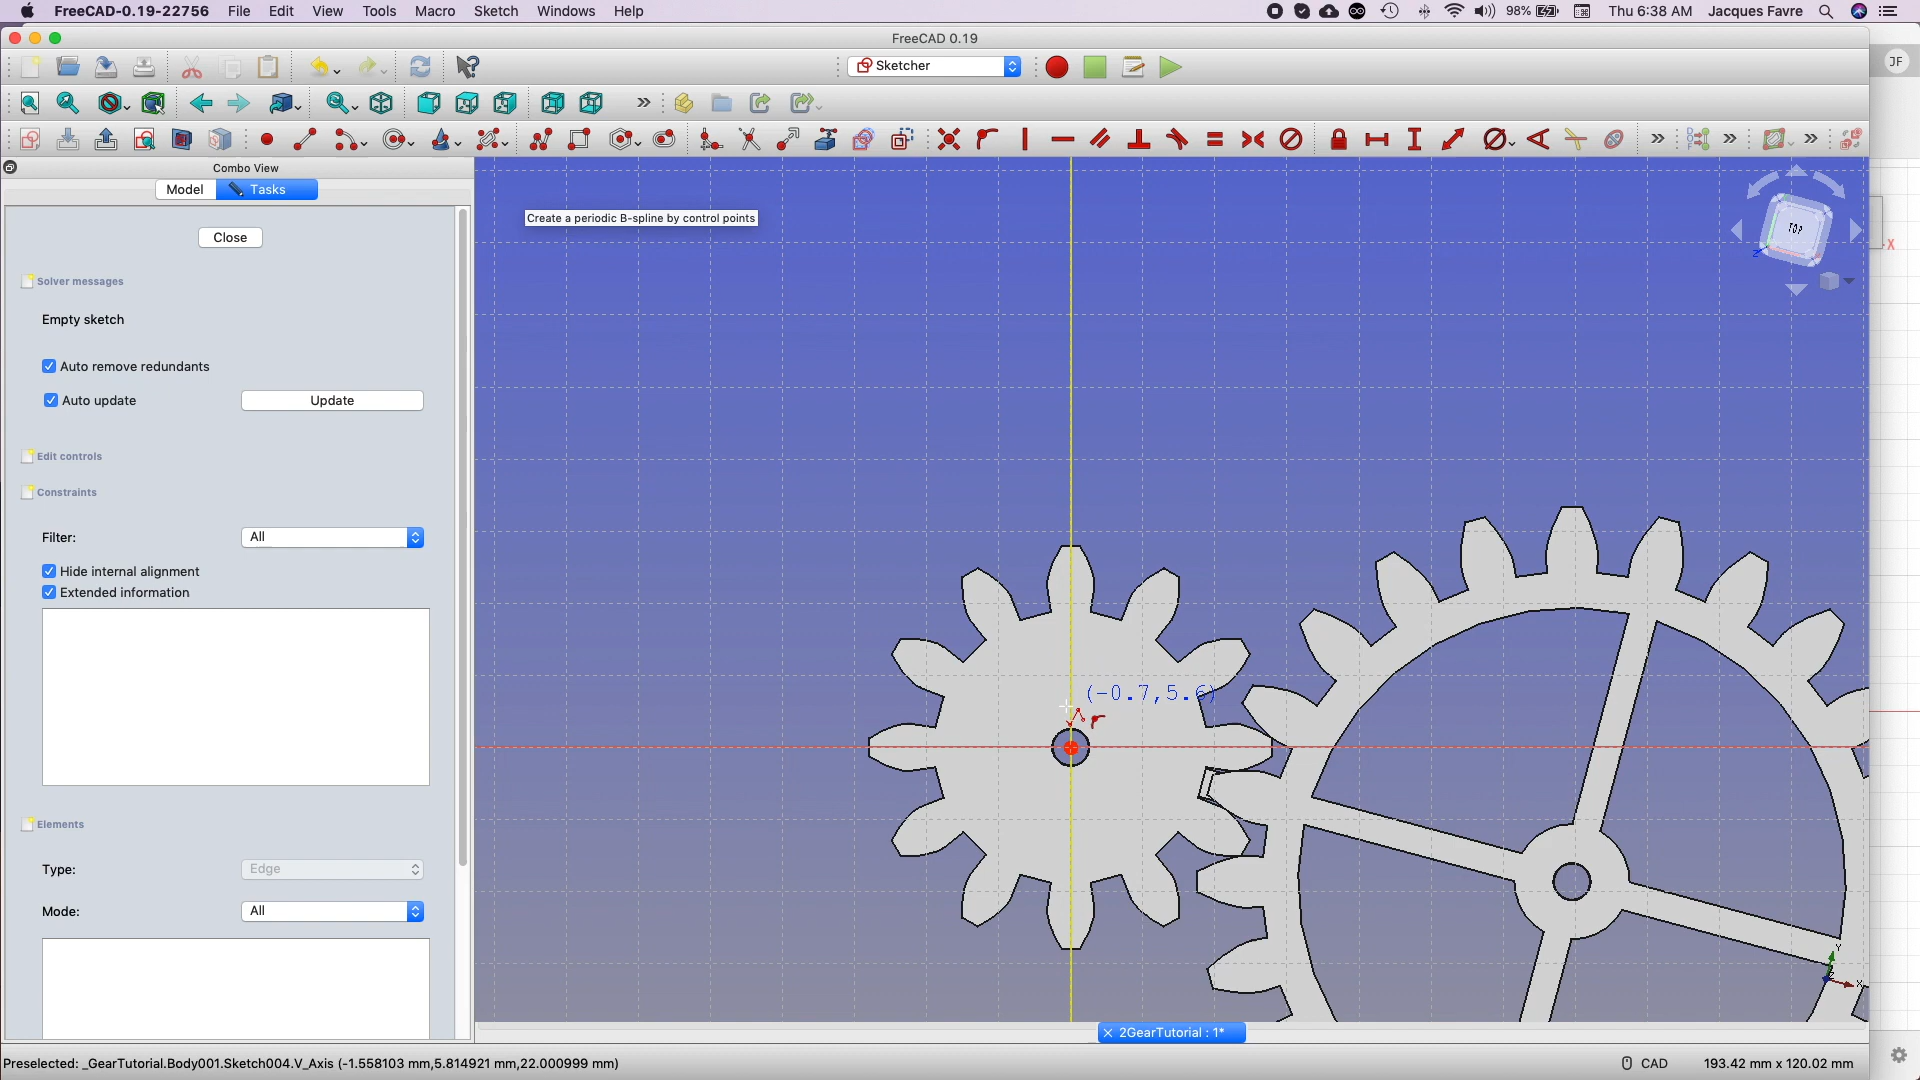 FreeCAD-0.19-22756 File Edit View Tools Macro Sketch Windows Help 98% Thu 6:38 AM Jacques Favre
FreeCAD 0.19
Sketcher
JF
Combo View
Model Tasks
Close
Create a periodic B-spline by control points
TOP
Z
X
Solver messages
Empty sketch
Auto remove redundants
Auto update Update
Edit controls
Constraints
Filter: All
Hide internal alignment
Extended information
(-0.7,5.6)
Elements
Type: Edge
Mode: All
Y
Z
X
2GearTutorial : 1*
Preselected: _GearTutorial.Body001.Sketch004.V_Axis (-1.558103 mm,5.814921 mm,22.000999 mm) CAD 193.42 mm x 120.02 mm